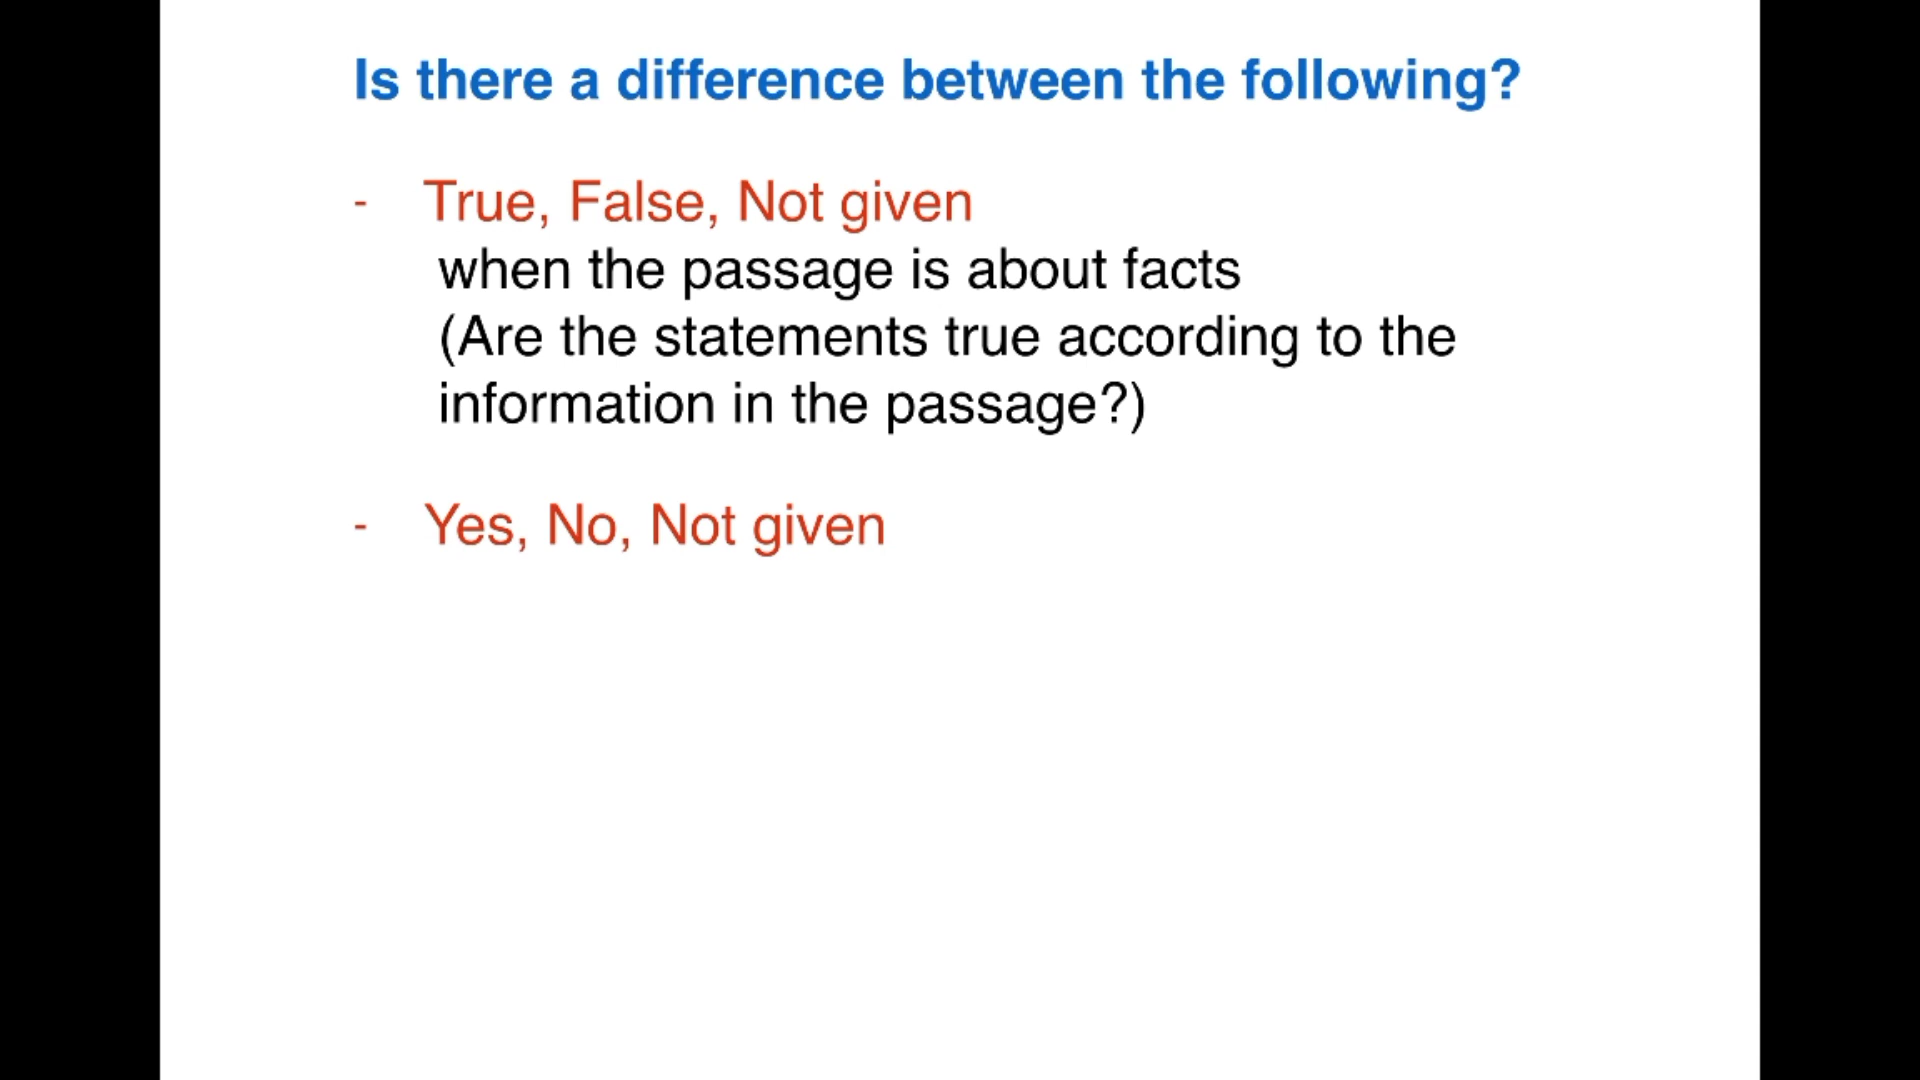 Is there a difference between the following?
- True, False, Not given
when the passage is about facts
(Are the statements true according to the
information in the passage?)
- Yes, No, Not given